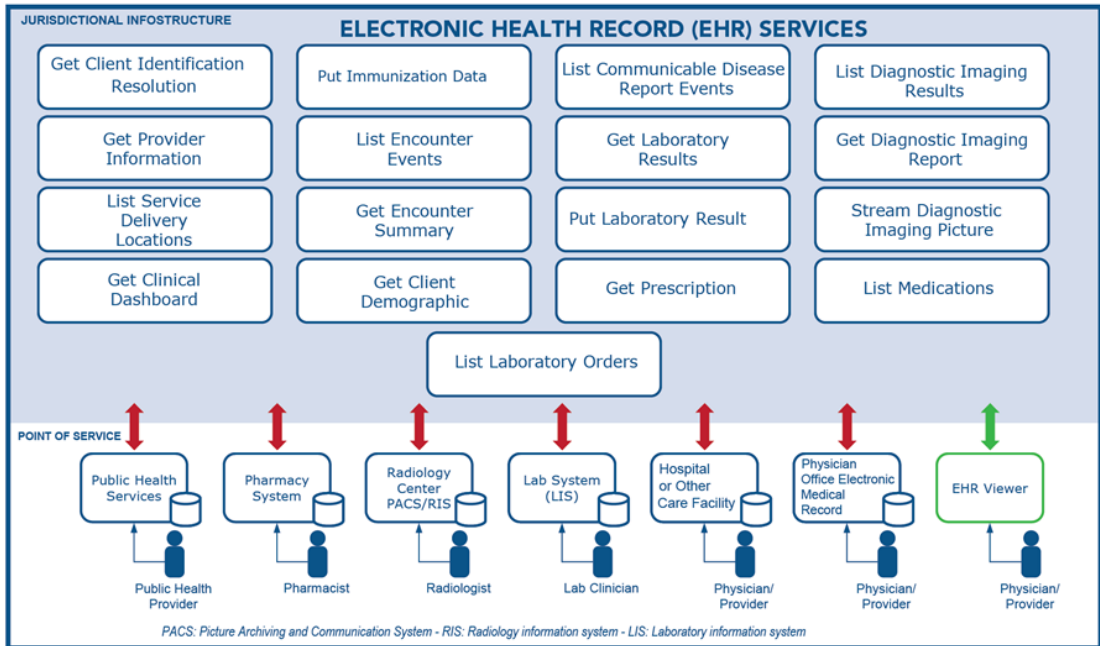 JURISDICTIONAL INFOSTRUCTURE
ELECTRONIC HEALTH RECORD (EHR) SERVICES
Get Client Identification
Resolution
Put Immunization Data
List Communicable Disease
Report Events
List Diagnostic Imaging
Results
Get Provider
Information
List Encounter
Events
Get Laboratory
Results
Get Diagnostic Imaging
Report
List Service
Delivery
Locations
Get Encounter
Summary
Put Laboratory Result
Stream Diagnostic
Imaging Picture
Get Clinical
Dashboard
Get Client
Demographic
Get Prescription
List Medications
List Laboratory Orders
POINT OF SERVICE
Public Health
Services
Pharmacy
System
Radiology
Center
PACS/RIS
Lab System
(LIS)
Hospital
or Other
Care Facility
Physician
Office Electronic
Medical
Record
EHR Viewer
Public Health
Provider
Pharmacist
Radiologist
Lab Clinician
Physician/
Provider
Physician/
Provider
Physician/
Provider
PACS: Picture Archiving and Communication System - RIS: Radiology information system - LIS: Laboratory information system